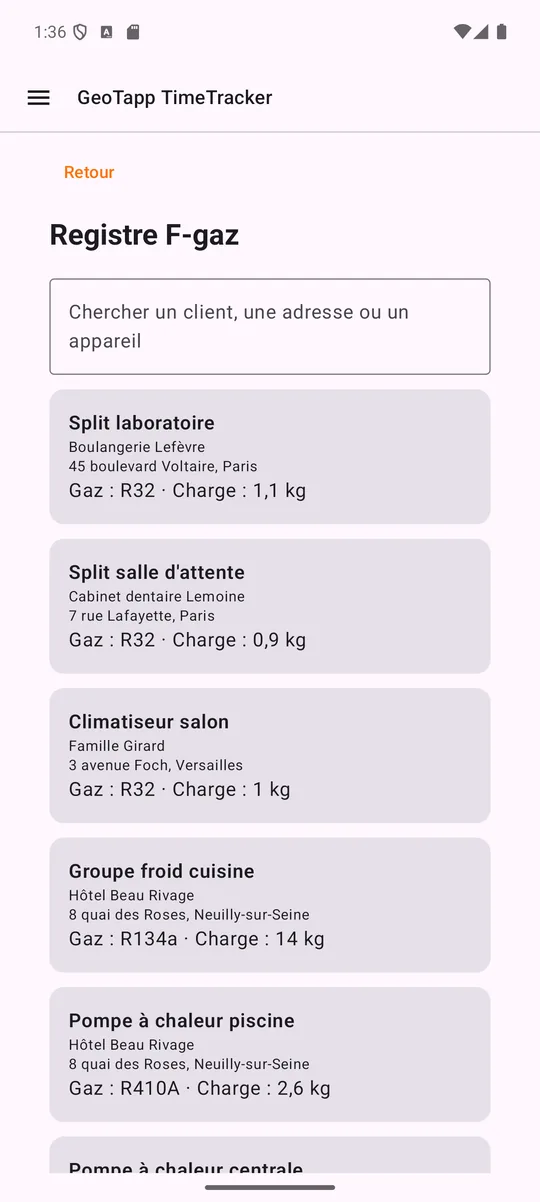 1:36
GeoTapp TimeTracker
Retour
Registre F-gaz
Chercher un client, une adresse ou un
appareil
Split laboratoire
Boulangerie Lefèvre
45 boulevard Voltaire, Paris
Gaz : R32 · Charge : 1,1 kg
Split salle d'attente
Cabinet dentaire Lemoine
7 rue Lafayette, Paris
Gaz : R32 · Charge : 0,9 kg
Climatiseur salon
Famille Girard
3 avenue Foch, Versailles
Gaz : R32 · Charge : 1 kg
Groupe froid cuisine
Hôtel Beau Rivage
8 quai des Roses, Neuilly-sur-Seine
Gaz : R134a · Charge : 14 kg
Pompe à chaleur piscine
Hôtel Beau Rivage
8 quai des Roses, Neuilly-sur-Seine
Gaz : R410A · Charge : 2,6 kg
Pompe à chaleur centrale